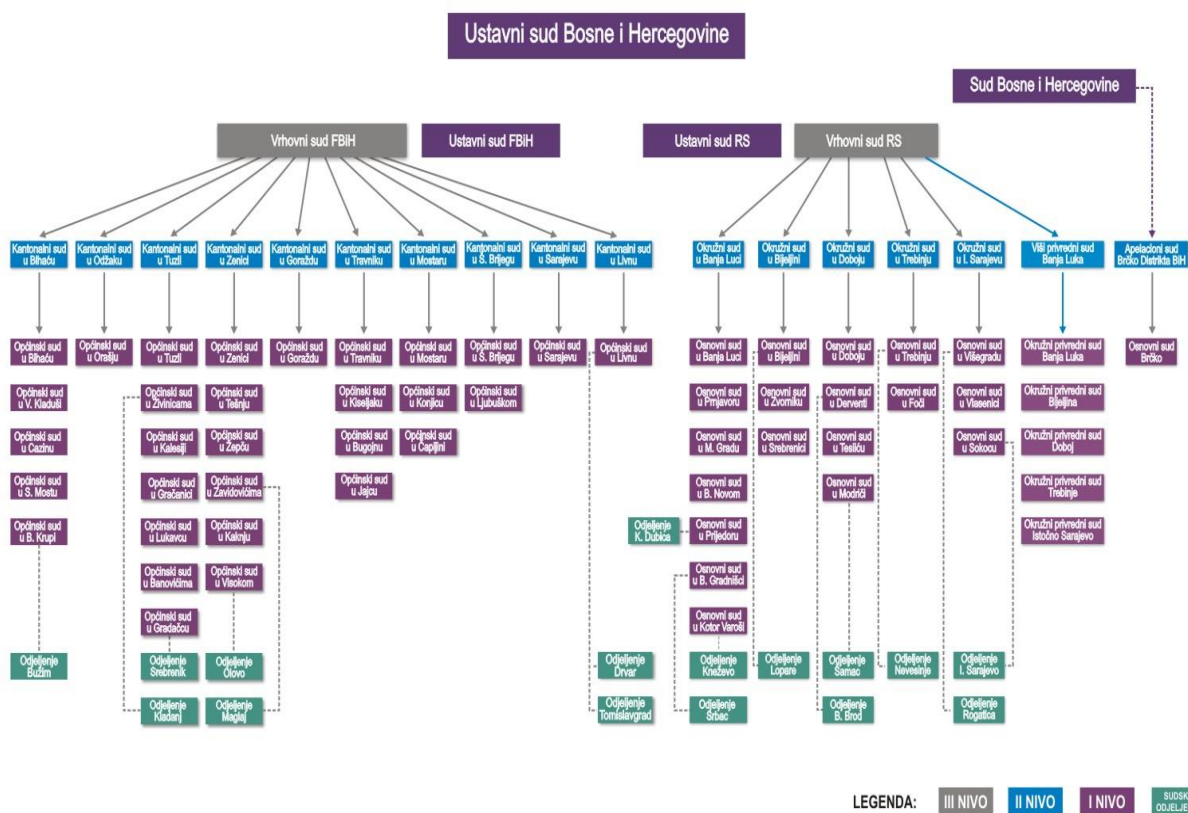 Ustavni sud Bosne i Hercegovine
Sud Bosne i Hercegovine
Vrhovni sud FBiH
Ustavni sud FBiH
Ustavni sud RS
Vrhovni sud RS
Kantonalni sud
u Bihaću
Kantonalni sud
u Odžaku
Kantonalni sud
u Tuzli
Kantonalni sud
u Zenici
Kantonalni sud
u Goraždu
Kantonalni sud
u Travniku
Kantonalni sud
u Mostaru
Kantonalni sud
u Š. Brijegu
Kantonalni sud
u Sarajevu
Kantonalni sud
u Livnu
Okružni sud
u Banja Luci
Okružni sud
u Bijeljini
Okružni sud
u Doboju
Okružni sud
u Trebinju
Okružni sud
u I. Sarajevu
Viši privredni sud
Banja Luka
Apelacioni sud
Brčko Distrikta BiH
Općinski sud
u Bihaću
Općinski sud
u Orašju
Općinski sud
u Tuzli
Općinski sud
u Zenici
Općinski sud
u Goraždu
Općinski sud
u Travniku
Općinski sud
u Mostaru
Općinski sud
u Š. Brijegu
Općinski sud
u Sarajevu
Općinski sud
u Livnu
Osnovni sud
u Banja Luci
Osnovni sud
u Bijeljini
Osnovni sud
u Doboju
Osnovni sud
u Trebinju
Osnovni sud
u Višegradu
Okružni privredni sud
Banja Luka
Osnovni sud
Brčko
Općinski sud
u V. Kladuši
Općinski sud
u Živinicama
Općinski sud
u Tešnju
Općinski sud
u Kiseljaku
Općinski sud
u Konjicu
Općinski sud
u Ljubuškom
Osnovni sud
u Prnjavoru
Osnovni sud
u Zvorniku
Osnovni sud
u Derventi
Osnovni sud
u Foči
Osnovni sud
u Vlasenici
Okružni privredni sud
Bijeljina
Općinski sud
u Cazinu
Općinski sud
u Kalesiji
Općinski sud
u Žepču
Općinski sud
u Bugojnu
Općinski sud
u Čapljini
Osnovni sud
u M. Gradu
Osnovni sud
u Srebrenici
Osnovni sud
u Tesliću
Osnovni sud
u Sokocu
Okružni privredni sud
Doboj
Općinski sud
u S. Mostu
Općinski sud
u Gračanici
Općinski sud
u Zavidovićima
Općinski sud
u Jajcu
Osnovni sud
u B. Novom
Osnovni sud
u Modriči
Okružni privredni sud
Trebinje
Općinski sud
u B. Krupi
Općinski sud
u Lukavcu
Općinski sud
u Kaknju
Odjeljenje
K. Dubica
Osnovni sud
u Prijedoru
Okružni privredni sud
Istočno Sarajevo
Općinski sud
u Banovićima
Općinski sud
u Visokom
Osnovni sud
u B. Gradnišci
Općinski sud
u Gradačcu
Osnovni sud
u Kotor Varoši
Odjeljenje
Bužim
Odjeljenje
Srebrenik
Odjeljenje
Olovo
Odjeljenje
Drvar
Odjeljenje
Kneževo
Odjeljenje
Lopare
Odjeljenje
Šamac
Odjeljenje
Nevesinje
Odjeljenje
I. Sarajevo
Odjeljenje
Kladanj
Odjeljenje
Maglaj
Odjeljenje
Tomislavgrad
Odjeljenje
Srbac
Odjeljenje
B. Brod
Odjeljenje
Rogatica
LEGENDA:
III NIVO
II NIVO
I NIVO